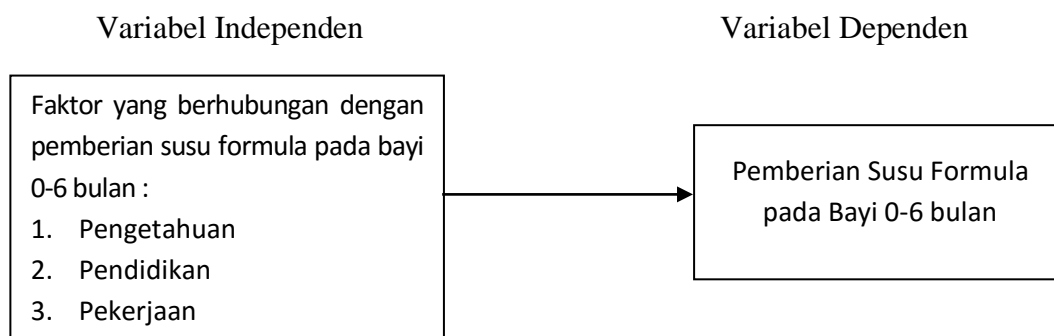 Variabel Independen
Variabel Dependen
Faktor yang berhubungan dengan
pemberian susu formula pada bayi
0-6 bulan :
1. Pengetahuan
2. Pendidikan
3. Pekerjaan
Pemberian Susu Formula
pada Bayi 0-6 bulan